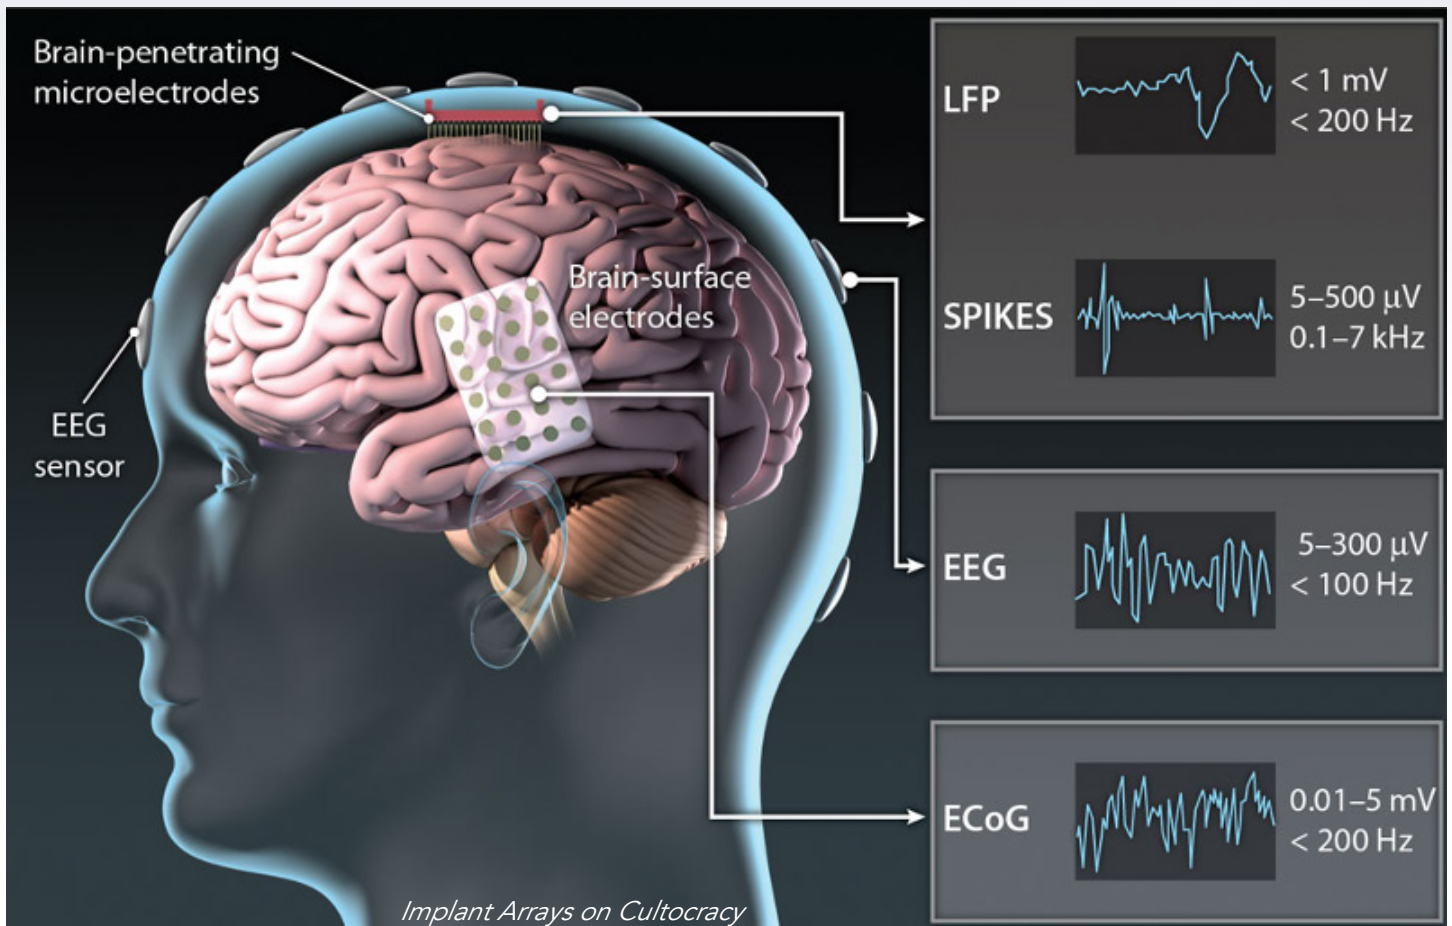 Brain-penetrating
microelectrodes
LFP
< 1 mV
< 200 Hz
Brain-surface
electrodes
SPIKES
5–500 µV
0.1–7 kHz
EEG
sensor
EEG
5–300 µV
< 100 Hz
ECoG
0.01–5 mV
< 200 Hz
Implant Arrays on Cultocracy